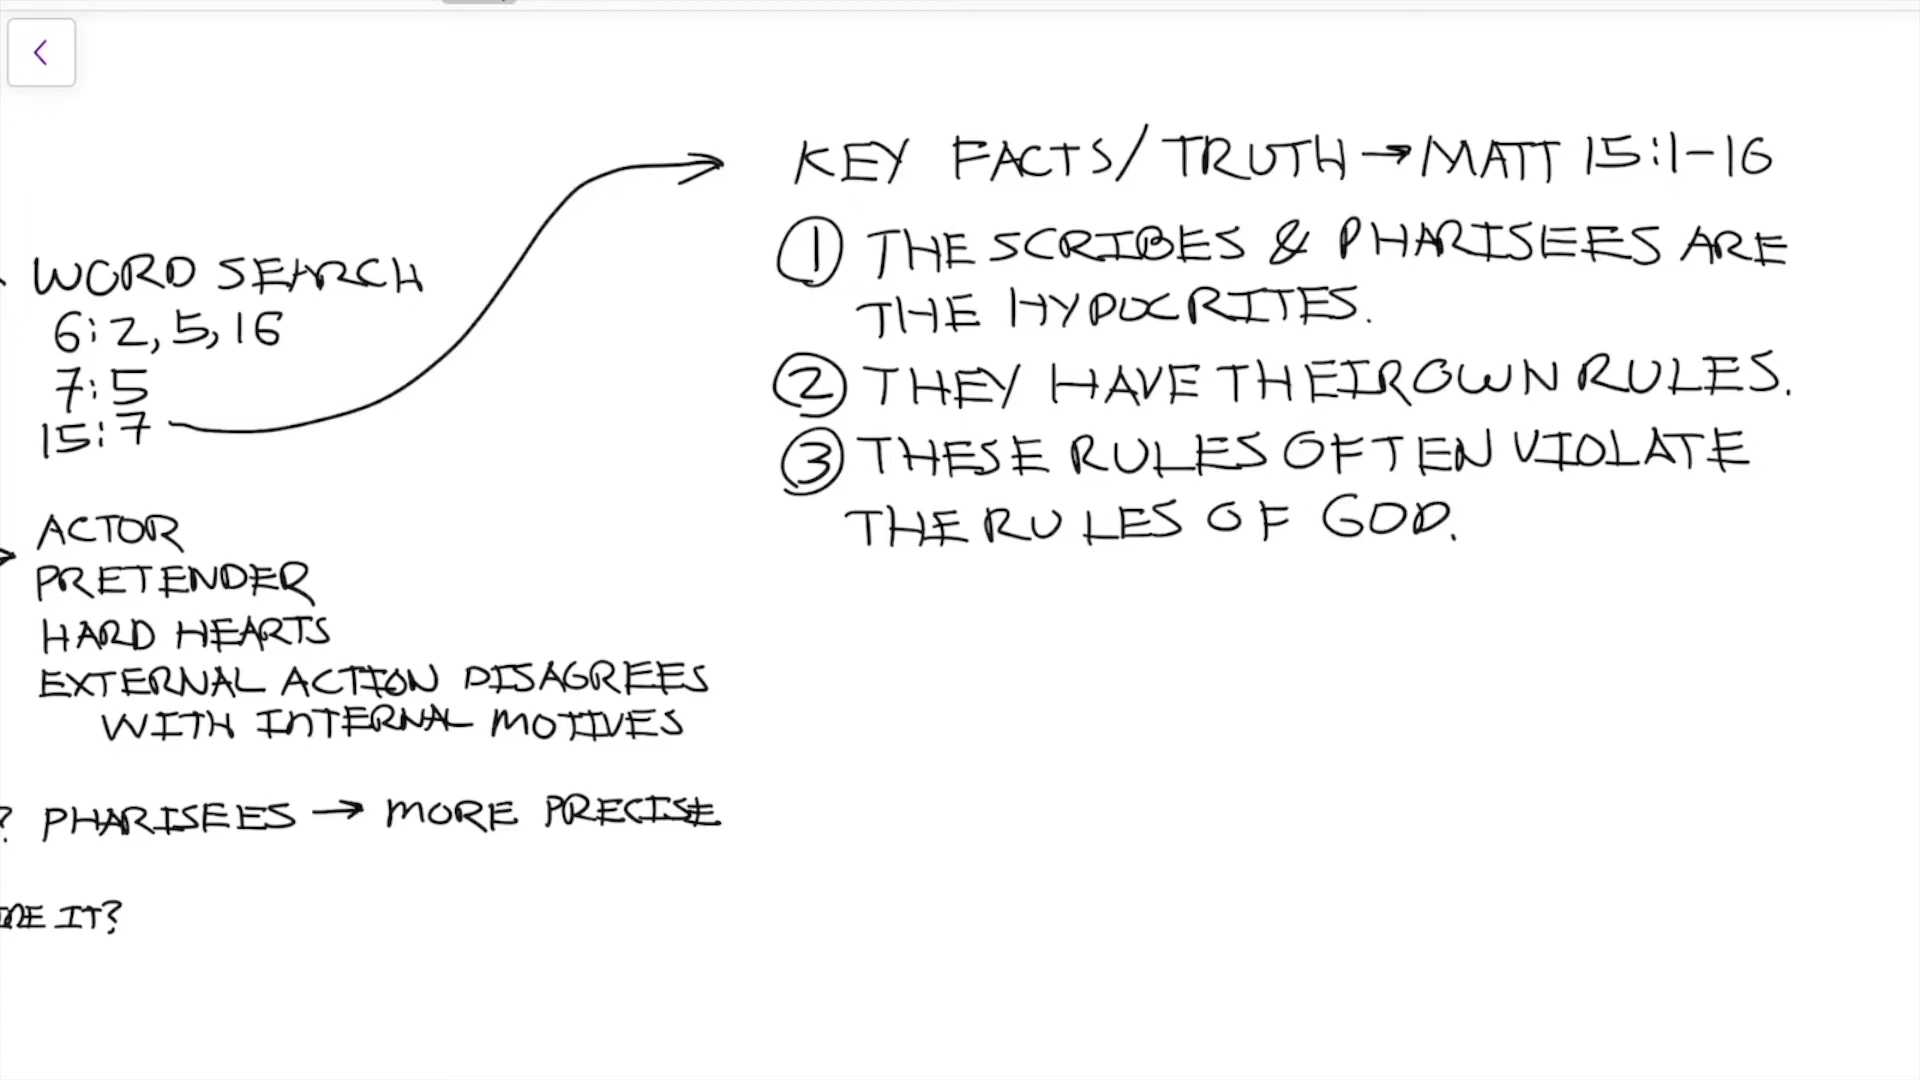 WORD SEARCH
6:2,5,16
7:5
15:7
ACTOR
PRETENDER
HARD HEARTS
EXTERNAL ACTION DISAGREES
WITH INTERNAL MOTIVES
? PHARISEES → MORE PRECISE
IT?
KEY FACTS/TRUTH → MATT 15:1-16
① THE SCRIBES & PHARISEES ARE
THE HYPOCRITES.
② THEY HAVE THEIR OWN RULES.
③ THESE RULES OFTEN VIOLATE
THE RULES OF GOD.